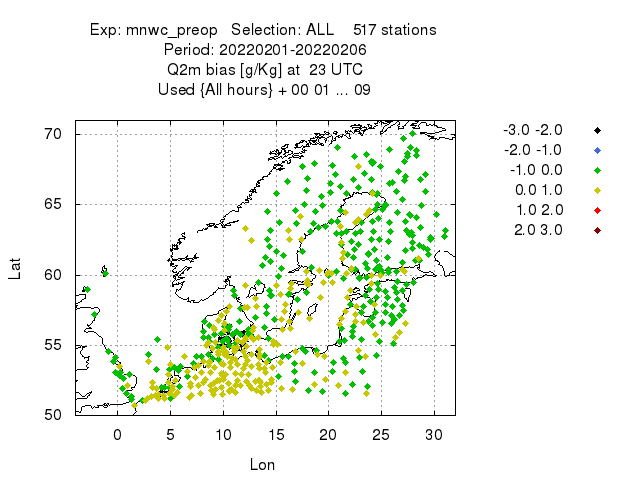 Exp: mnwc_preop Selection: ALL 517 stations
Period: 20220201-20220206
Q2m bias [g/Kg] at 23 UTC
Used {All hours} + 00 01 ... 09
70
65
60
55
50
0 5 10 15 20 25 30
Lat
Lon
-3.0 -2.0
-2.0 -1.0
-1.0 0.0
0.0 1.0
1.0 2.0
2.0 3.0